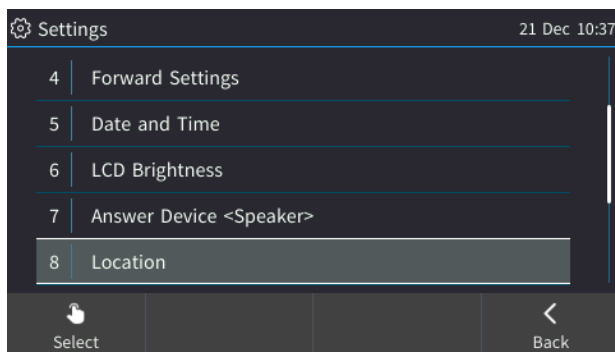 Settings 21 Dec 10:37
4 Forward Settings
5 Date and Time
6 LCD Brightness
7 Answer Device <Speaker>
8 Location
Select Back